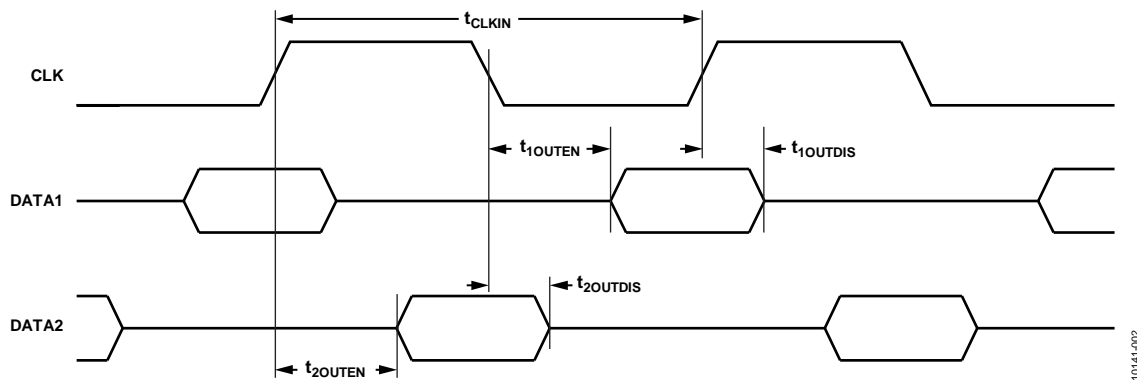 tCLKIN
CLK
t1OUTEN
t1OUTDIS
DATA1
t2OUTDIS
DATA2
t2OUTEN
10141-002